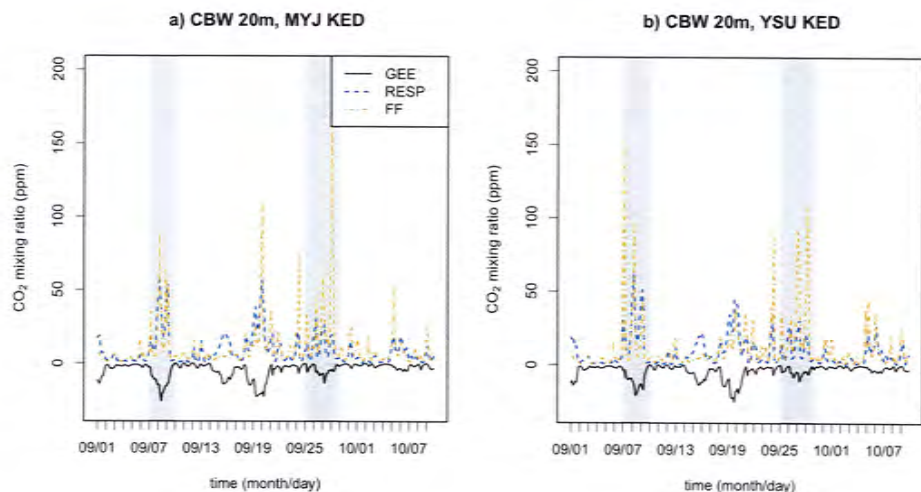 a) CBW 20m, MYJ KED
b) CBW 20m, YSU KED
CO2 mixing ratio (ppm)
200
150
100
50
0
GEE
RESP
FF
09/01 09/07 09/13 09/19 09/25 10/01 10/07
time (month/day)
CO2 mixing ratio (ppm)
200
150
100
50
0
09/01 09/07 09/13 09/19 09/25 10/01 10/07
time (month/day)